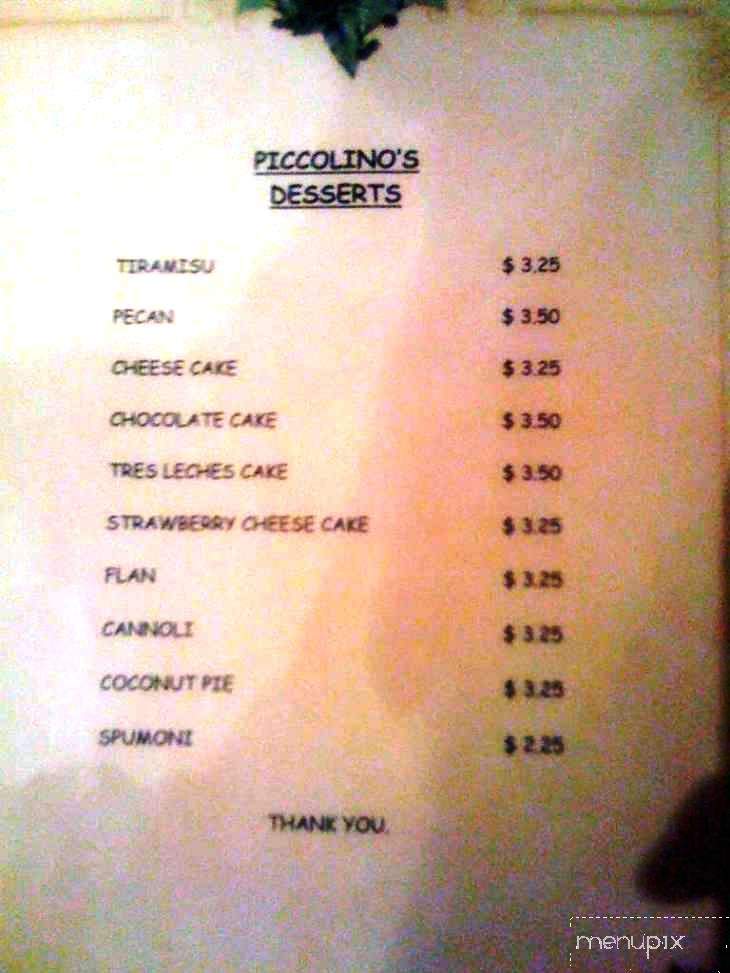 PICCOLINO'S
DESSERTS
TIRAMISU $ 3.25
PECAN $ 3.50
CHEESE CAKE $ 3.25
CHOCOLATE CAKE $ 3.50
TRES LECHES CAKE $ 3.50
STRAWBERRY CHEESE CAKE $ 3.25
FLAN $ 3.25
CANNOLI $ 3.25
COCONUT PIE $ 3.25
SPUMONI $ 2.25
THANK YOU.
menupix